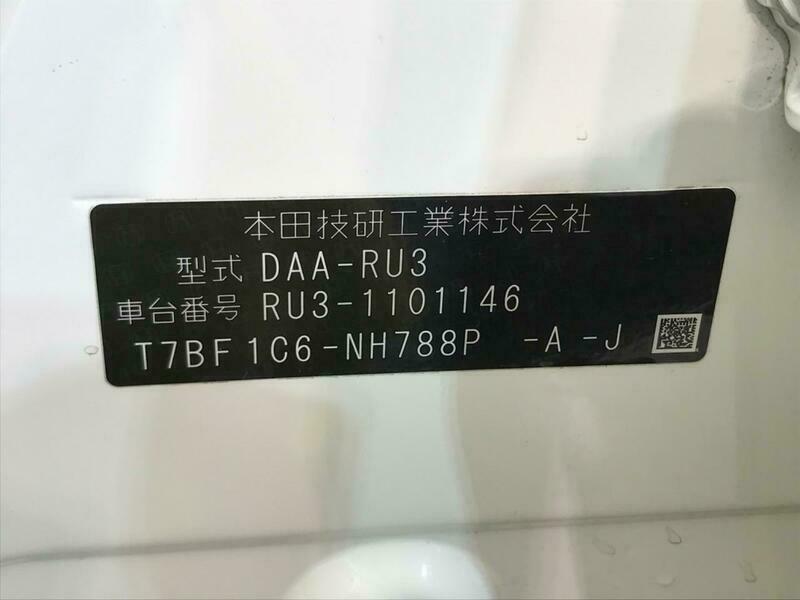 本田技研工業株式会社
型式 DAA-RU3
車台番号 RU3-1101146
T7BF1C6-NH788P -A -J